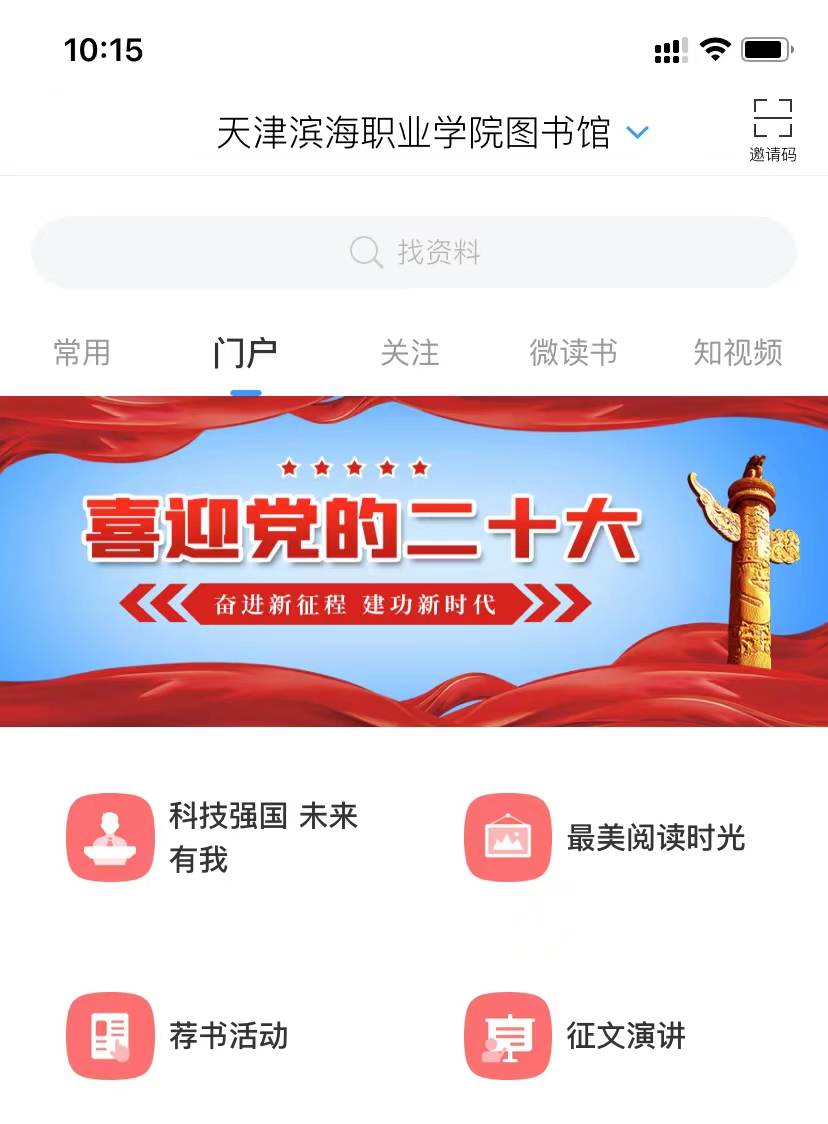 10:15
天津滨海职业学院图书馆
邀请码
找资料
常用 门户 关注 微读书 知视频
喜迎党的二十大
奋进新征程 建功新时代
科技强国 未来
有我
最美阅读时光
荐书活动
征文演讲